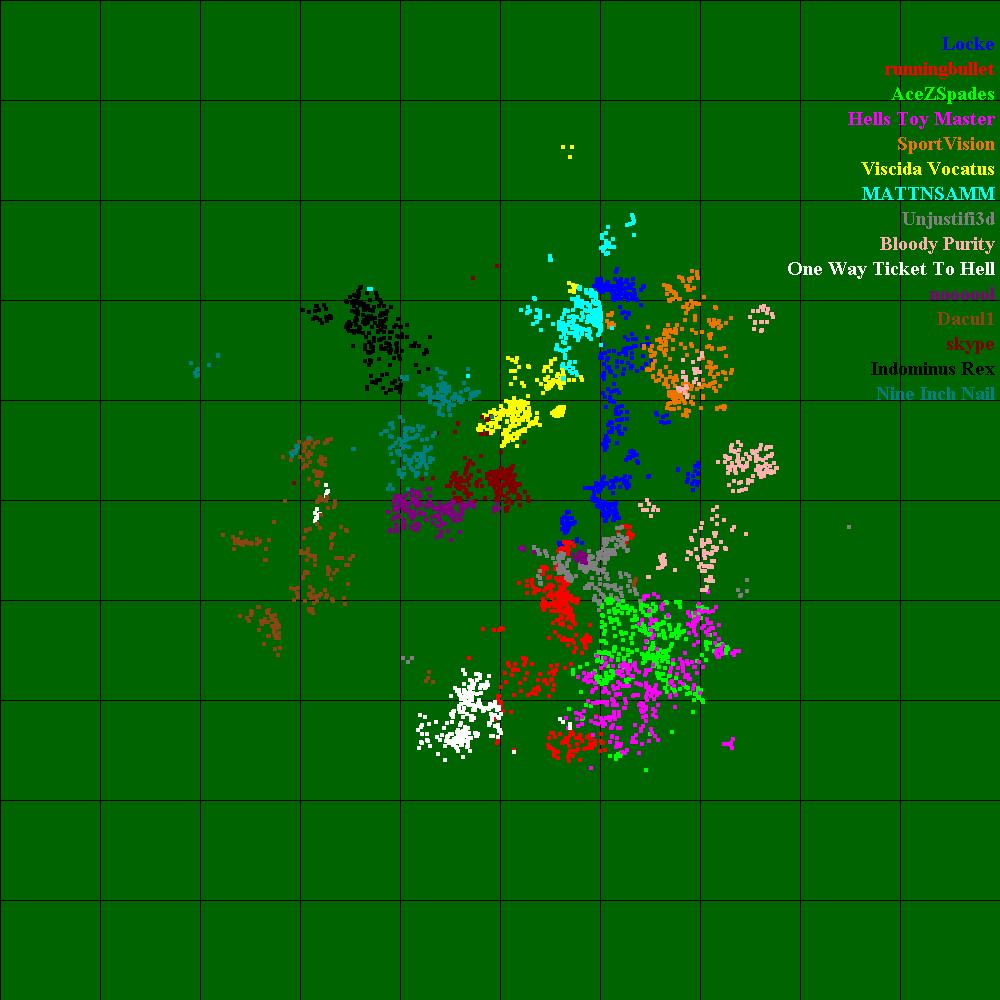 Locke
runningbullet
AceZSpades
Hells Toy Master
SportVision
Viscida Vocatus
MATTNSAMM
Unjustifi3d
Bloody Purity
One Way Ticket To Hell
Dacul1
skype
Indominus Rex
Nine Inch Nail